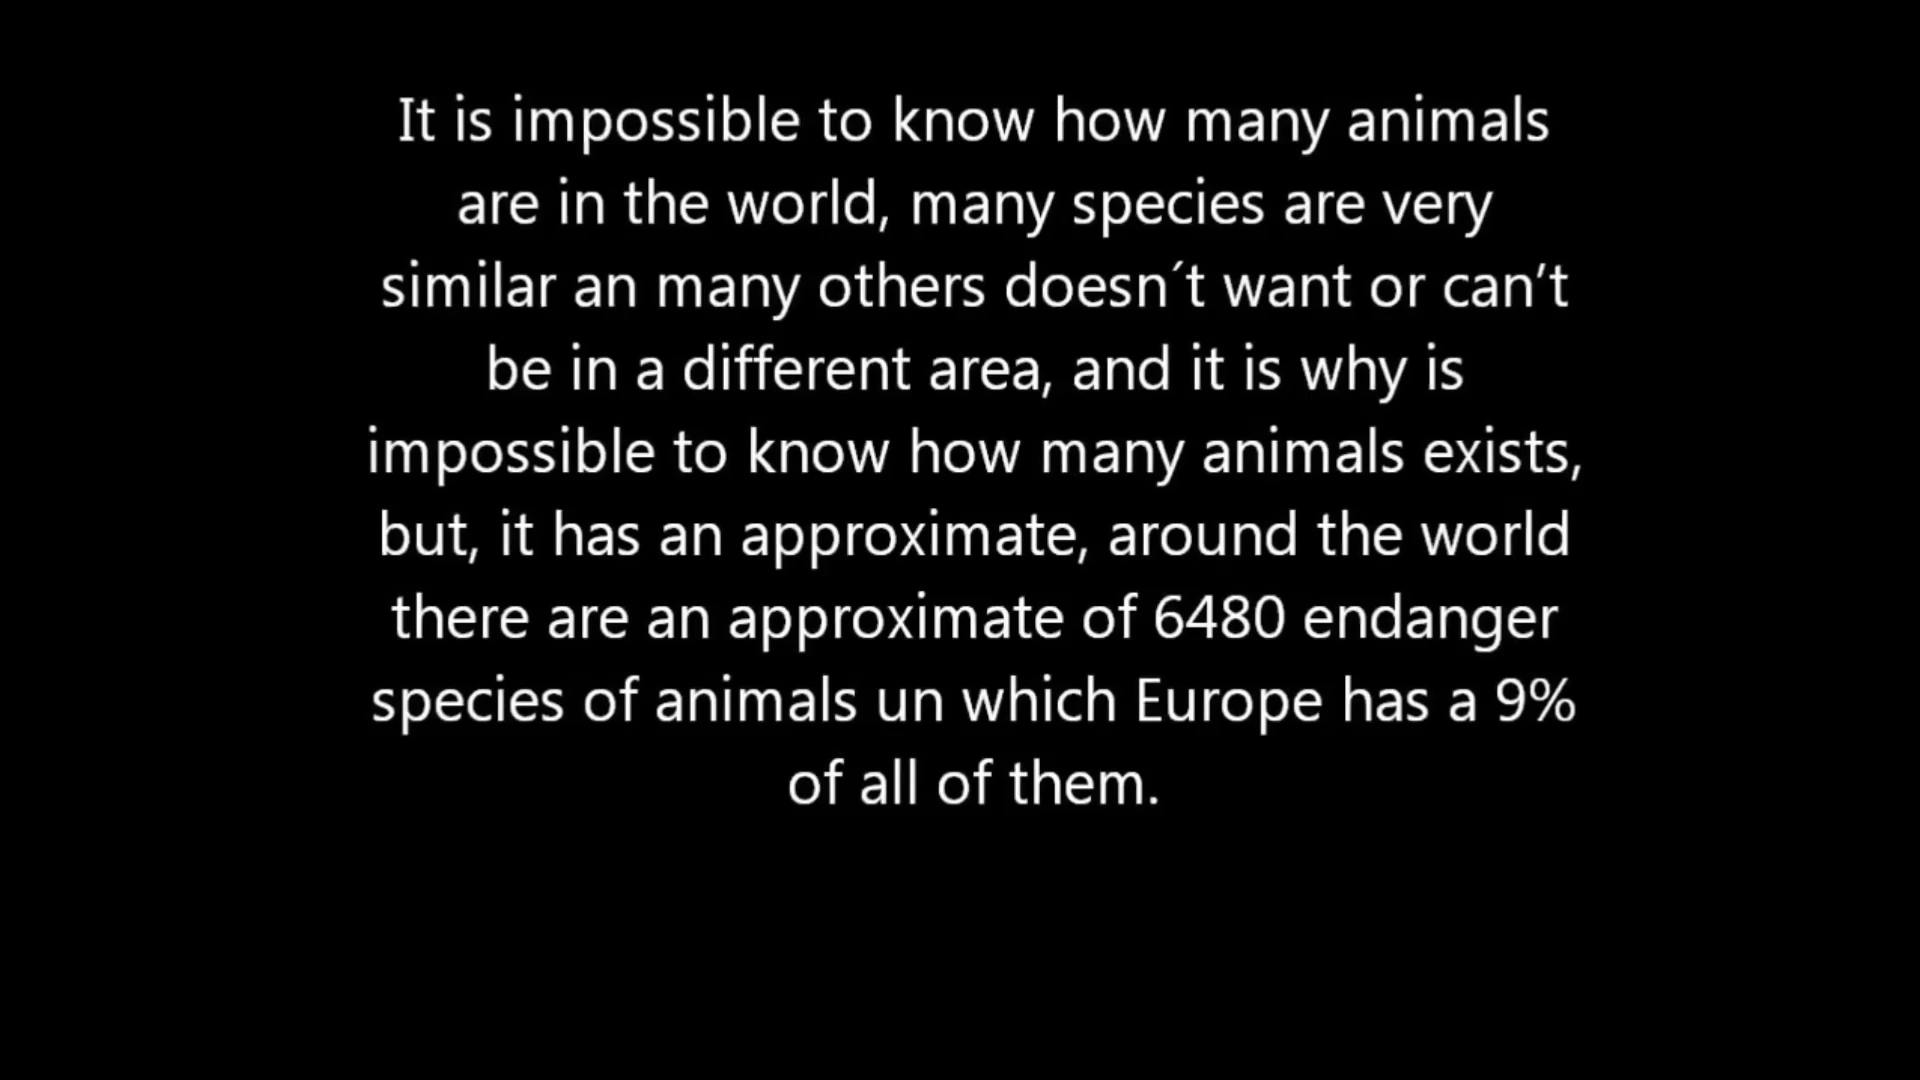 It is impossible to know how many animals
are in the world, many species are very
similar an many others doesn´t want or can’t
be in a different area, and it is why is
impossible to know how many animals exists,
but, it has an approximate, around the world
there are an approximate of 6480 endanger
species of animals un which Europe has a 9%
of all of them.